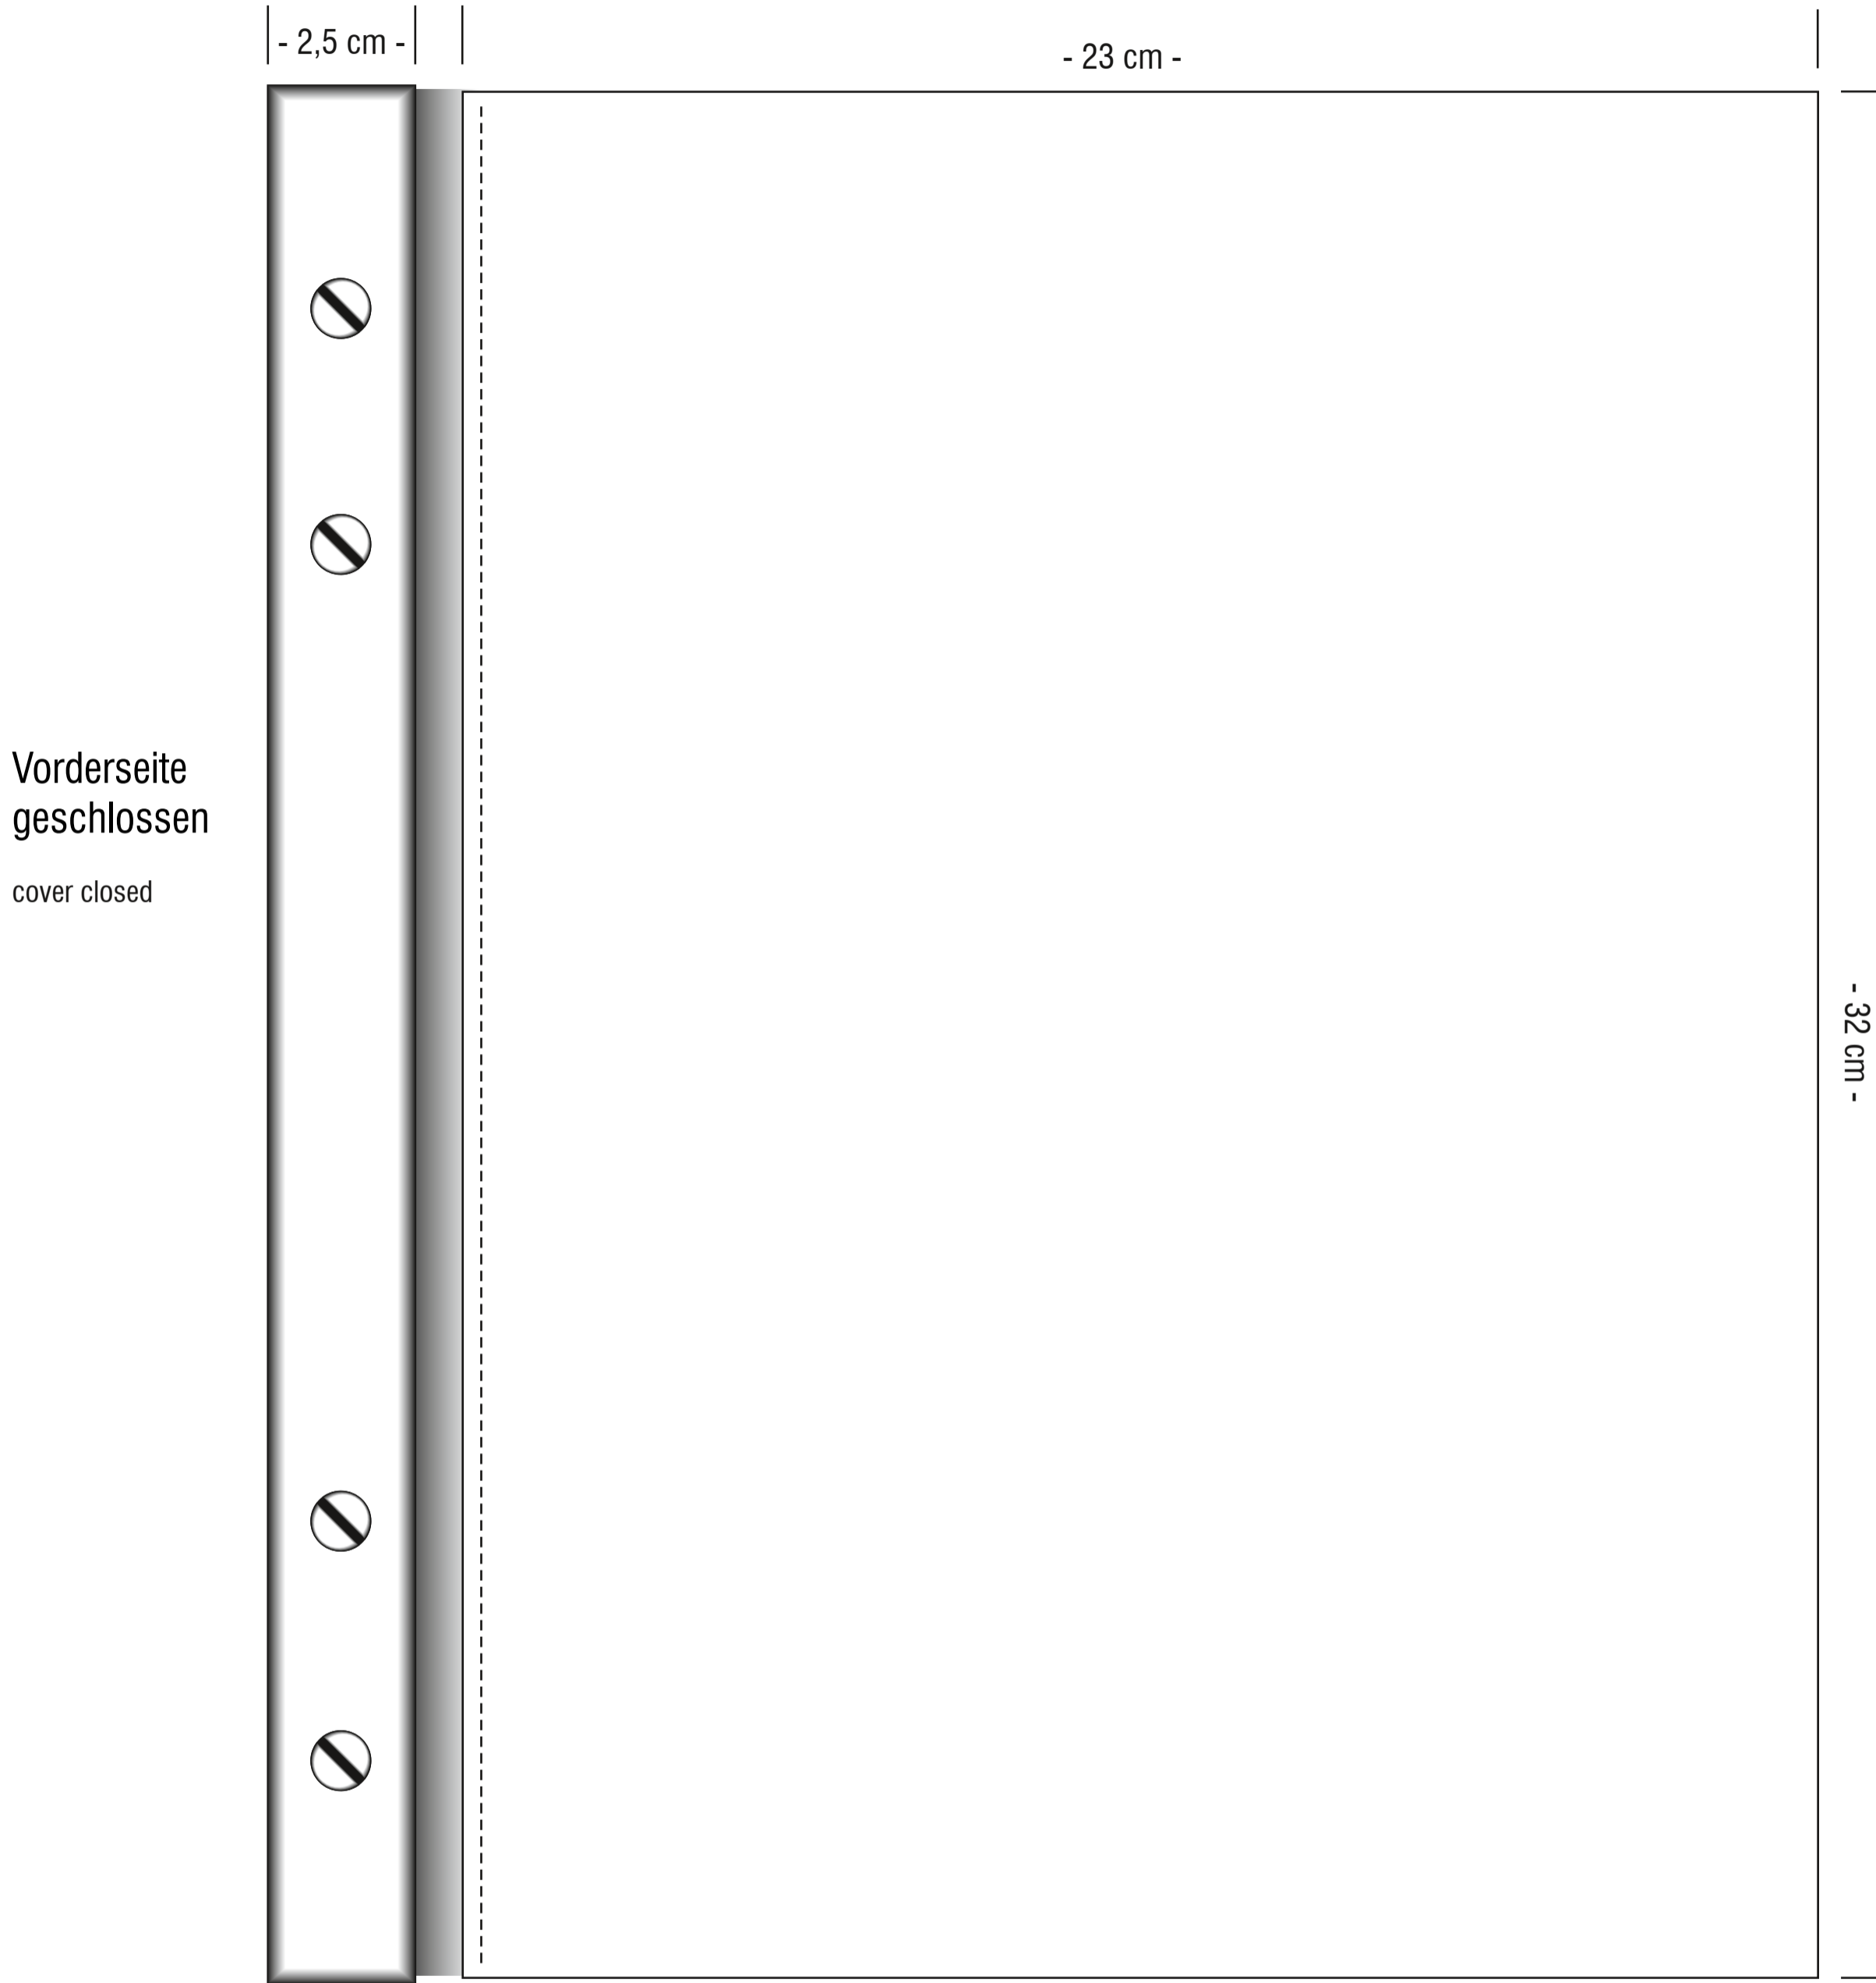 - 2,5 cm -
- 23 cm -
Vorderseite
geschlossen
cover closed
- 32 cm -